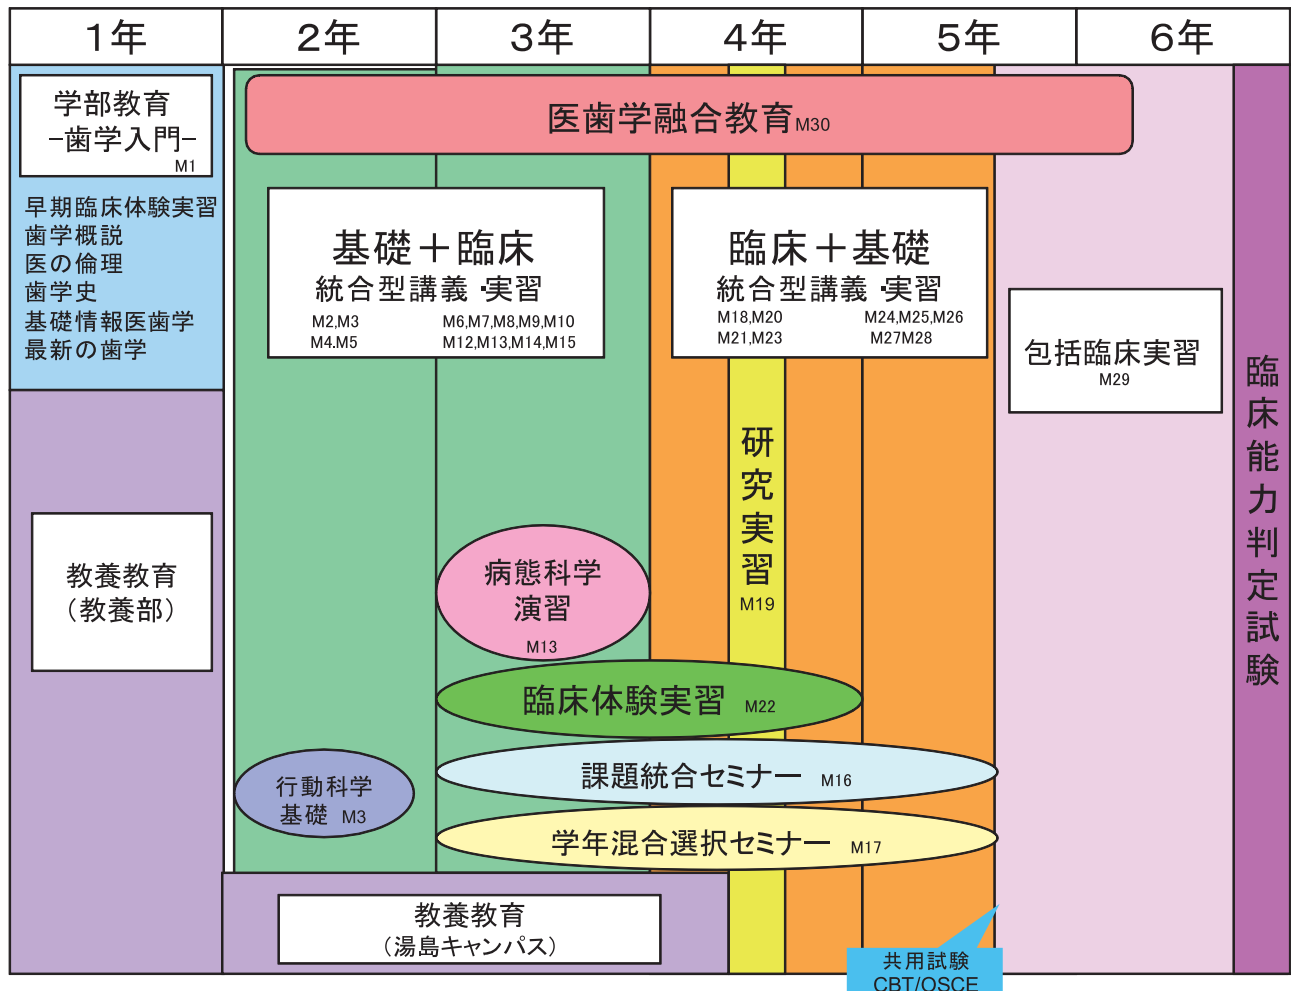 1年 2年 3年 4年 5年 6年
学部教育
-歯学入門-
M1
早期臨床体験実習
歯学概説
医の倫理
歯学史
基礎情報医歯学
最新の歯学
教養教育
(教養部)
医歯学融合教育M30
基礎+臨床
統合型講義・実習
M2,M3 M6,M7,M8,M9,M10
M4.M5 M12,M13,M14,M15
臨床+基礎
統合型講義・実習
M18,M20 M24,M25,M26
M21,M23 M27M28
包括臨床実習
M29
研究実習
M19
病態科学
演習
M13
臨床体験実習 M22
課題統合セミナー M16
行動科学
基礎 M3
学年混合選択セミナー M17
教養教育
(湯島キャンパス)
共用試験
CBT/OSCE
臨床能力判定試験